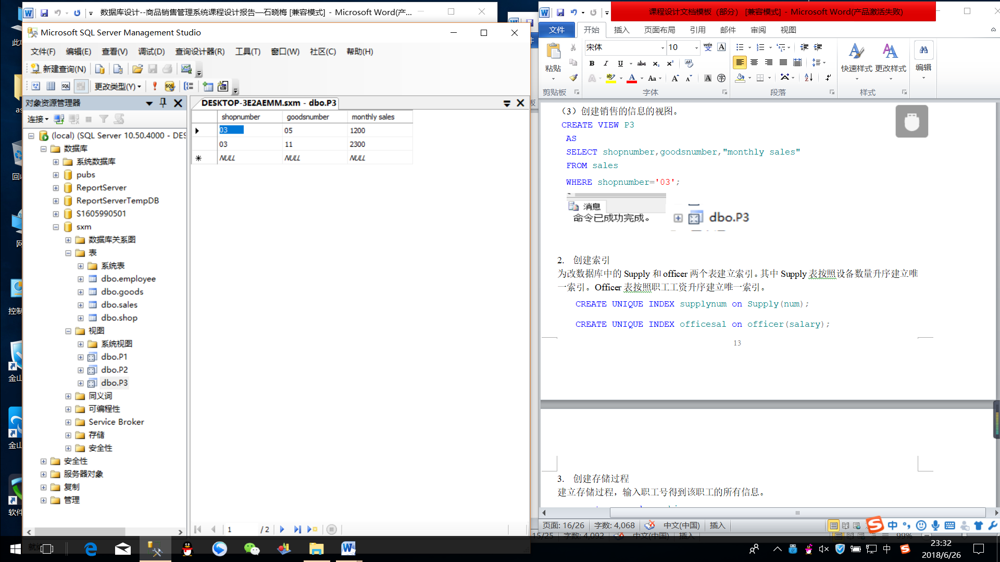 数据库设计--商品销售管理系统课程设计报告—石晓梅 [兼容模式] - Microsoft Word(产...
Microsoft SQL Server Management Studio
文件(F) 编辑(E) 查看(V) 调试(D) 查询设计器(R) 工具(T) 窗口(W) 社区(C) 帮助(H)
新建查询(N)
更改类型(Y)
对象资源管理器
连接
(local) (SQL Server 10.50.4000 - DES
数据库
系统数据库
pubs
ReportServer
ReportServerTempDB
S1605990501
sxm
数据库关系图
表
系统表
dbo.employee
dbo.goods
dbo.sales
dbo.shop
视图
系统视图
dbo.P1
dbo.P2
dbo.P3
同义词
可编程性
Service Broker
存储
安全性
安全性
服务器对象
复制
管理
DESKTOP-3E2AEMM.sxm - dbo.P3
shopnumber goodsnumber monthly sales
03 05 1200
03 11 2300
NULL NULL NULL
1 / 2
课程设计文档模板（部分） [兼容模式] - Microsoft Word(产品激活失败)
文件 开始 插入 页面布局 引用 邮件 审阅 视图
宋体 10
粘贴
快速样式 更改样式 编辑
剪贴板 字体 段落 样式
（3）创建销售的信息的视图。
CREATE VIEW P3
AS
SELECT shopnumber,goodsnumber,"monthly sales"
FROM sales
WHERE shopnumber='03';
消息
命令已成功完成。
dbo.P3
2. 创建索引
为改数据库中的 Supply 和 officer 两个表建立索引。其中 Supply 表按照设备数量升序建立唯
一索引。Officer 表按照职工工资升序建立唯一索引。
CREATE UNIQUE INDEX supplynum on Supply(num);
CREATE UNIQUE INDEX officesal on officer(salary);
13
3. 创建存储过程
建立存储过程，输入职工号得到该职工的所有信息。
页面: 16/26 字数: 4,068 中文(中国) 插入
15/25 字数: 4,092 中文(中国) 插入 99%
中
中
23:32
2018/6/26